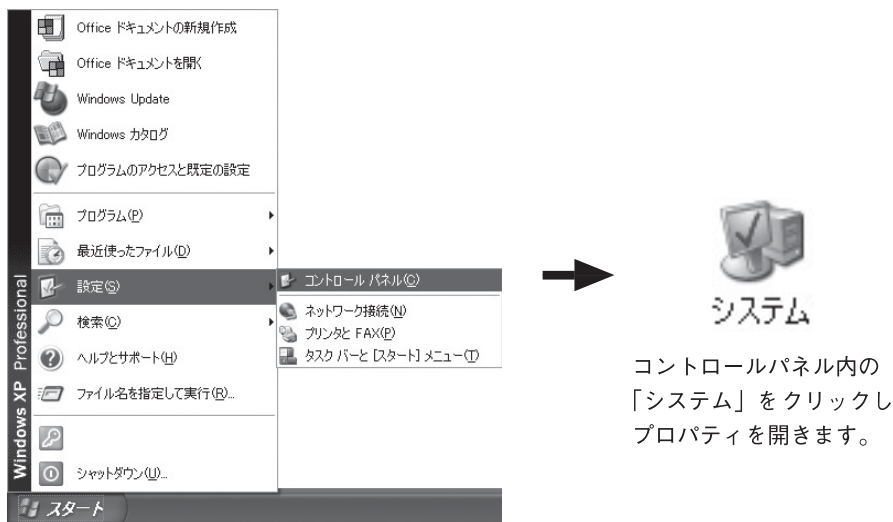 Office ドキュメントの新規作成
Office ドキュメントを開く
Windows Update
Windows カタログ
プログラムのアクセスと既定の設定
プログラム(P)
最近使ったファイル(D)
設定(S)
検索(C)
ヘルプとサポート(H)
ファイル名を指定して実行(R)...
シャットダウン(U)...
Windows XP Professional
スタート
コントロール パネル(C)
ネットワーク接続(N)
プリンタと FAX(P)
タスク バーと [スタート] メニュー(T)
システム
コントロールパネル内の
「システム」をクリックし
プロパティを開きます。